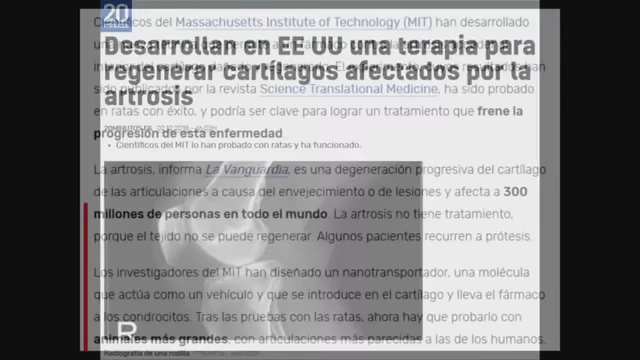 20
Desarrollan en EE UU una terapia para
regenerar cartílagos afectados por la
artrosis
20MINUTOS.ES
Científicos del MIT lo han probado con ratas y ha funcionado.
R
Radiografía de una rodilla.
Científicos del Massachusetts Institute of Technology (MIT) han desarrollado
sido publicados por la revista Science Translational Medicine, ha sido probado
en ratas con éxito, y podría ser clave para lograr un tratamiento que frene la
progresión de esta enfermedad
La artrosis, informa La Vanguardia, es una degeneración progresiva del cartílago
de las articulaciones a causa del envejecimiento o de lesiones y afecta a 300
millones de personas en todo el mundo. La artrosis no tiene tratamiento,
porque el tejido no se puede regenerar. Algunos pacientes recurren a prótesis.
Los investigadores del MIT han diseñado un nanotransportador, una molécula
que actúa como un vehículo y que se introduce en el cartílago y lleva el fármaco
a los condrocitos. Tras las pruebas con las ratas, ahora hay que probarlo con
animales más grandes, con articulaciones más parecidas a las de los humanos.